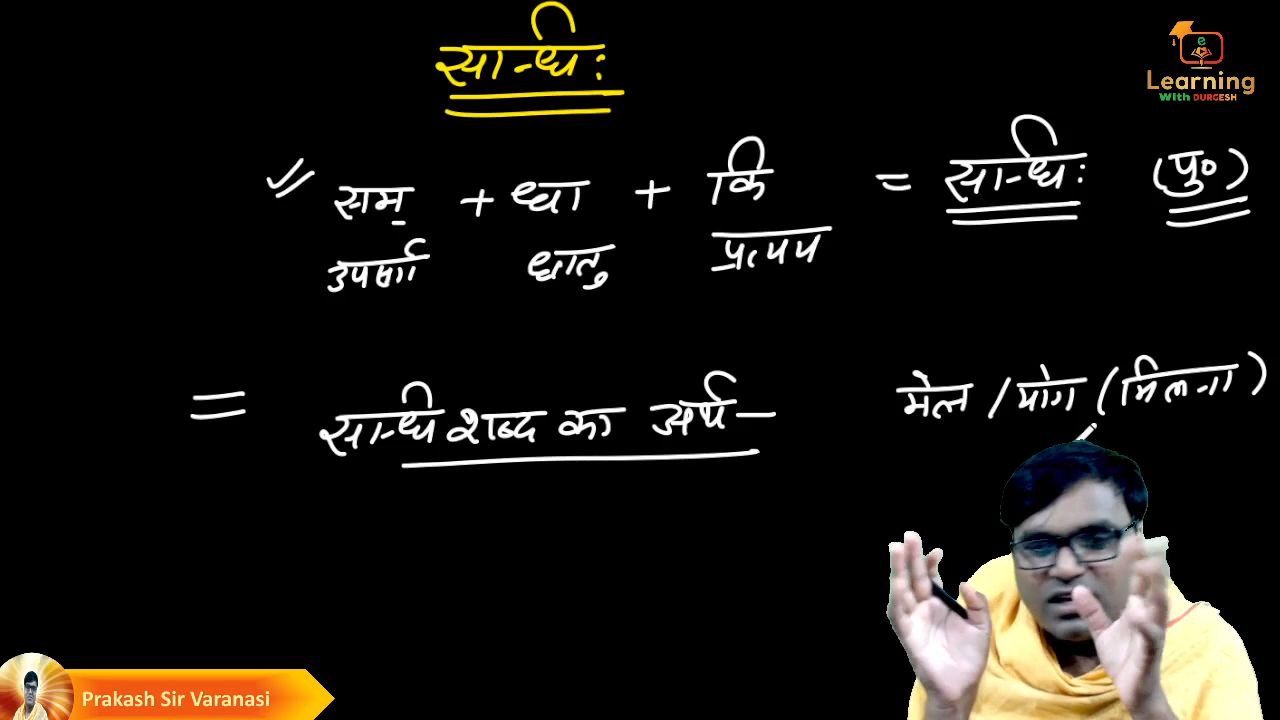 सन्धिः
e
Learning
With DURGESH
सम् + धा + कि = सन्धिः (पु०)
उपसर्ग धातु प्रत्यय
= सन्धि शब्द का अर्थ — मेल / योग (मिलना)
Prakash Sir Varanasi